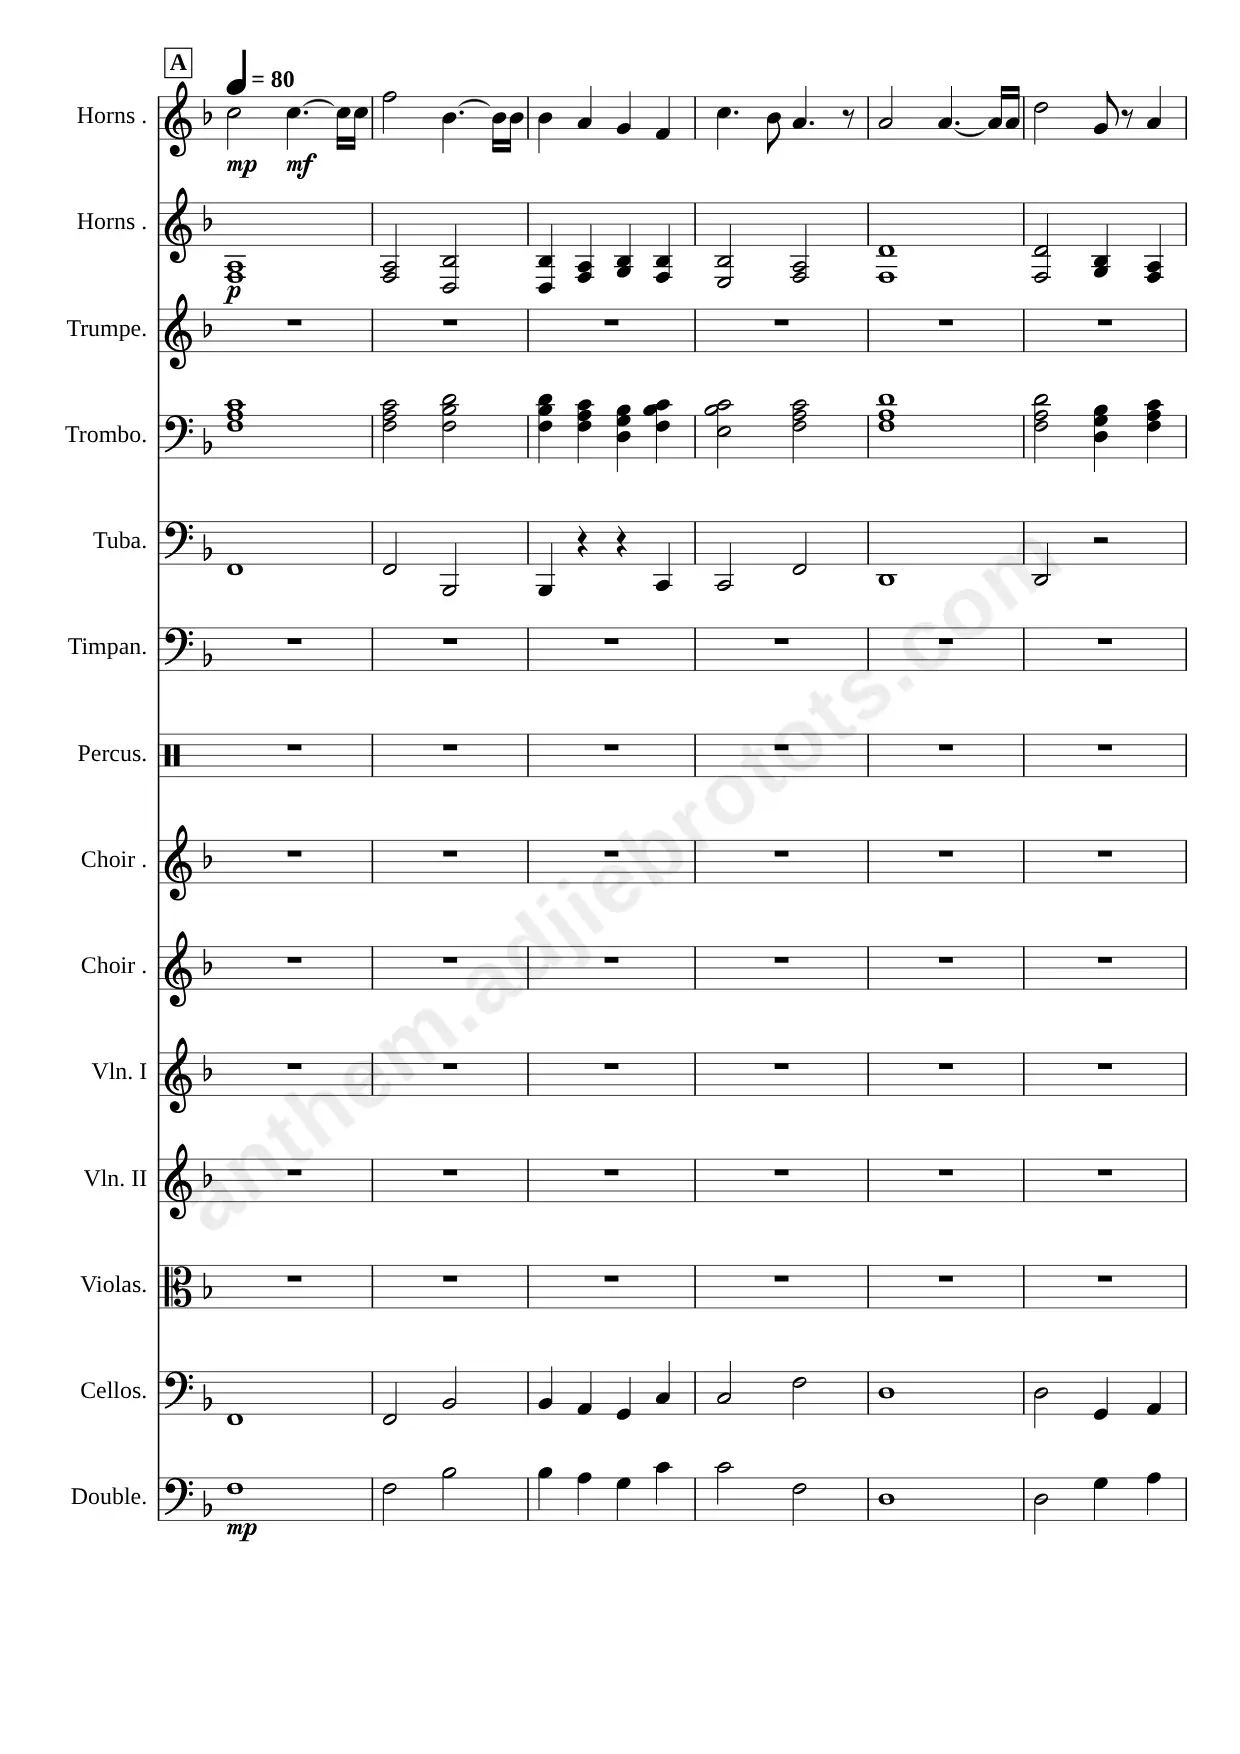 A
= 80
Horns .
mp mf
Horns .
p
Trumpe.
Trombo.
Tuba.
Timpan.
Percus.
Choir .
Choir .
Vln. I
Vln. II
Violas.
Cellos.
Double.
mp
anthem.adjiebrotots.com